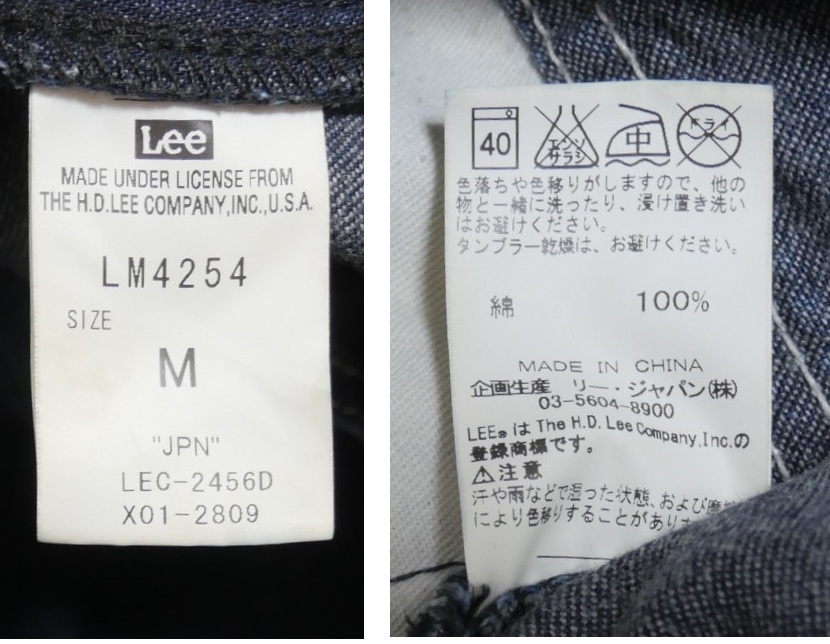 Lee
MADE UNDER LICENSE FROM
THE H.D.LEE COMPANY,INC.,U.S.A.
LM4254
SIZE
M
"JPN"
LEC-2456D
X01-2809
40
エンソ
サラシ
中
ドライ
色落ちや色移りがしますので、他の
物と一緒に洗ったり、浸け置き洗い
はお避けください。
タンブラー乾燥は、お避けください。
綿 100%
MADE IN CHINA
企画生産 リー・ジャパン(株)
03-5604-8900
LEE®は The H.D. Lee Company,Inc.の
登録商標です。
⚠注意
汗や雨などで湿った状態、および摩
により色移りすることがあり